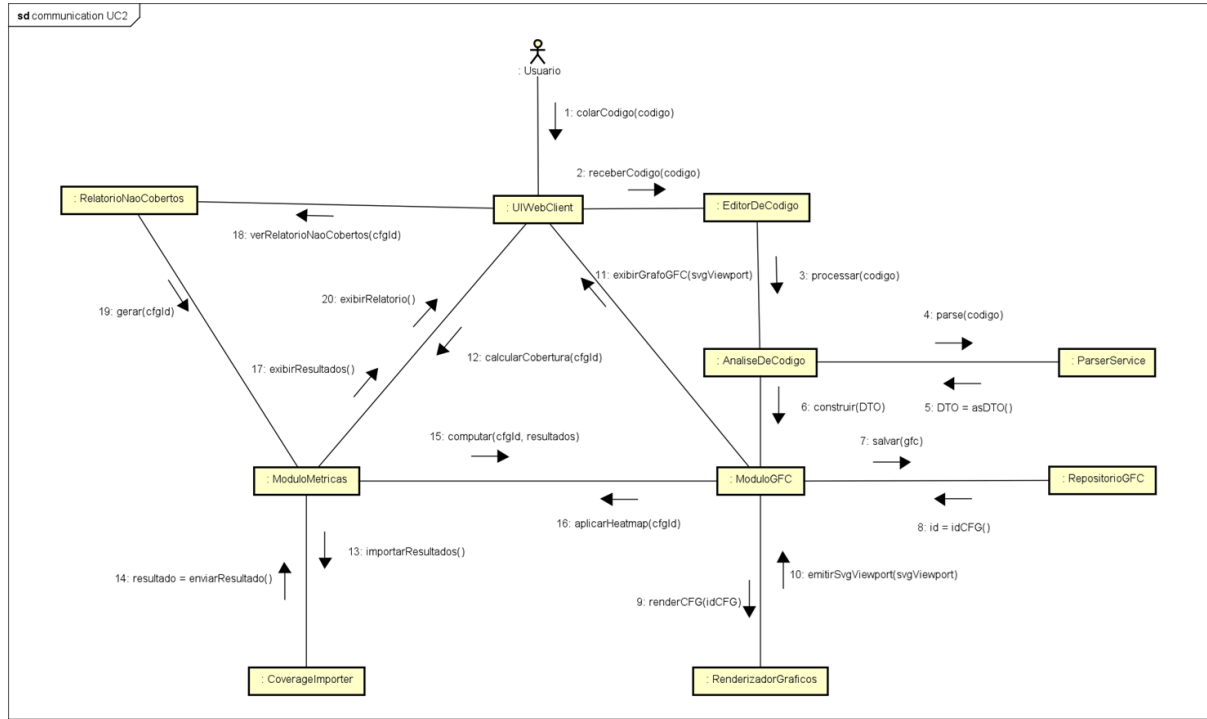 sd communication UC2
: Usuario
1: colarCodigo(codigo)
2: receberCodigo(codigo)
: RelatorioNaoCobertos
: UIWebClient
: EditorDeCodigo
18: verRelatorioNaoCobertos(cfgId)
11: exibirGrafoGFC(svgViewport)
3: processar(codigo)
20: exibirRelatorio()
19: gerar(cfgId)
4: parse(codigo)
12: calcularCobertura(cfgId)
: AnaliseDeCodigo
: ParserService
17: exibirResultados()
6: construir(DTO)
5: DTO = asDTO()
15: computar(cfgId, resultados)
7: salvar(gfc)
: ModuloMetricas
: ModuloGFC
: RepositorioGFC
16: aplicarHeatmap(cfgId)
8: id = idCFG()
13: importarResultados()
14: resultado = enviarResultado()
10: emitirSvgViewport(svgViewport)
9: renderCFG(idCFG)
: CoverageImporter
: RenderizadorGraficos